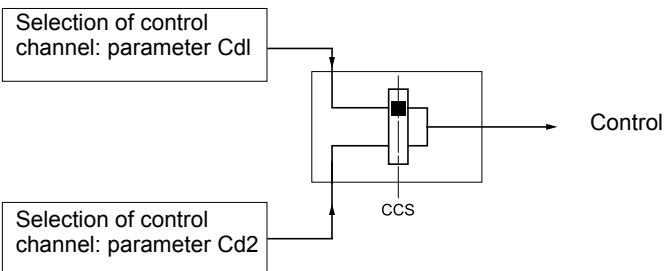 Selection of control
channel: parameter Cdl
Control
CCS
Selection of control
channel: parameter Cd2